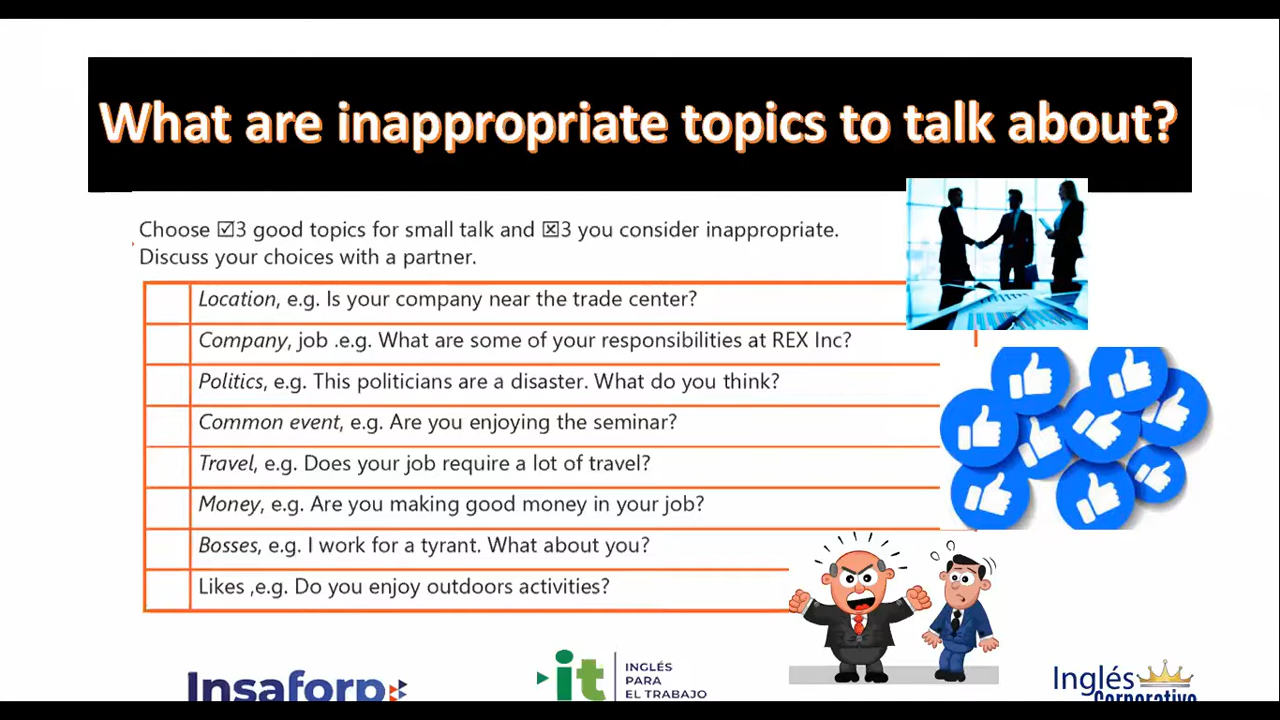 What are inappropriate topics to talk about?
Choose ☑3 good topics for small talk and ☒3 you consider inappropriate.
Discuss your choices with a partner.
Location, e.g. Is your company near the trade center?
Company, job .e.g. What are some of your responsibilities at REX Inc?
Politics, e.g. This politicians are a disaster. What do you think?
Common event, e.g. Are you enjoying the seminar?
Travel, e.g. Does your job require a lot of travel?
Money, e.g. Are you making good money in your job?
Bosses, e.g. I work for a tyrant. What about you?
Likes ,e.g. Do you enjoy outdoors activities?
Insaforp
it
INGLÉS
PARA
EL TRABAJO
Inglés
Corporativo